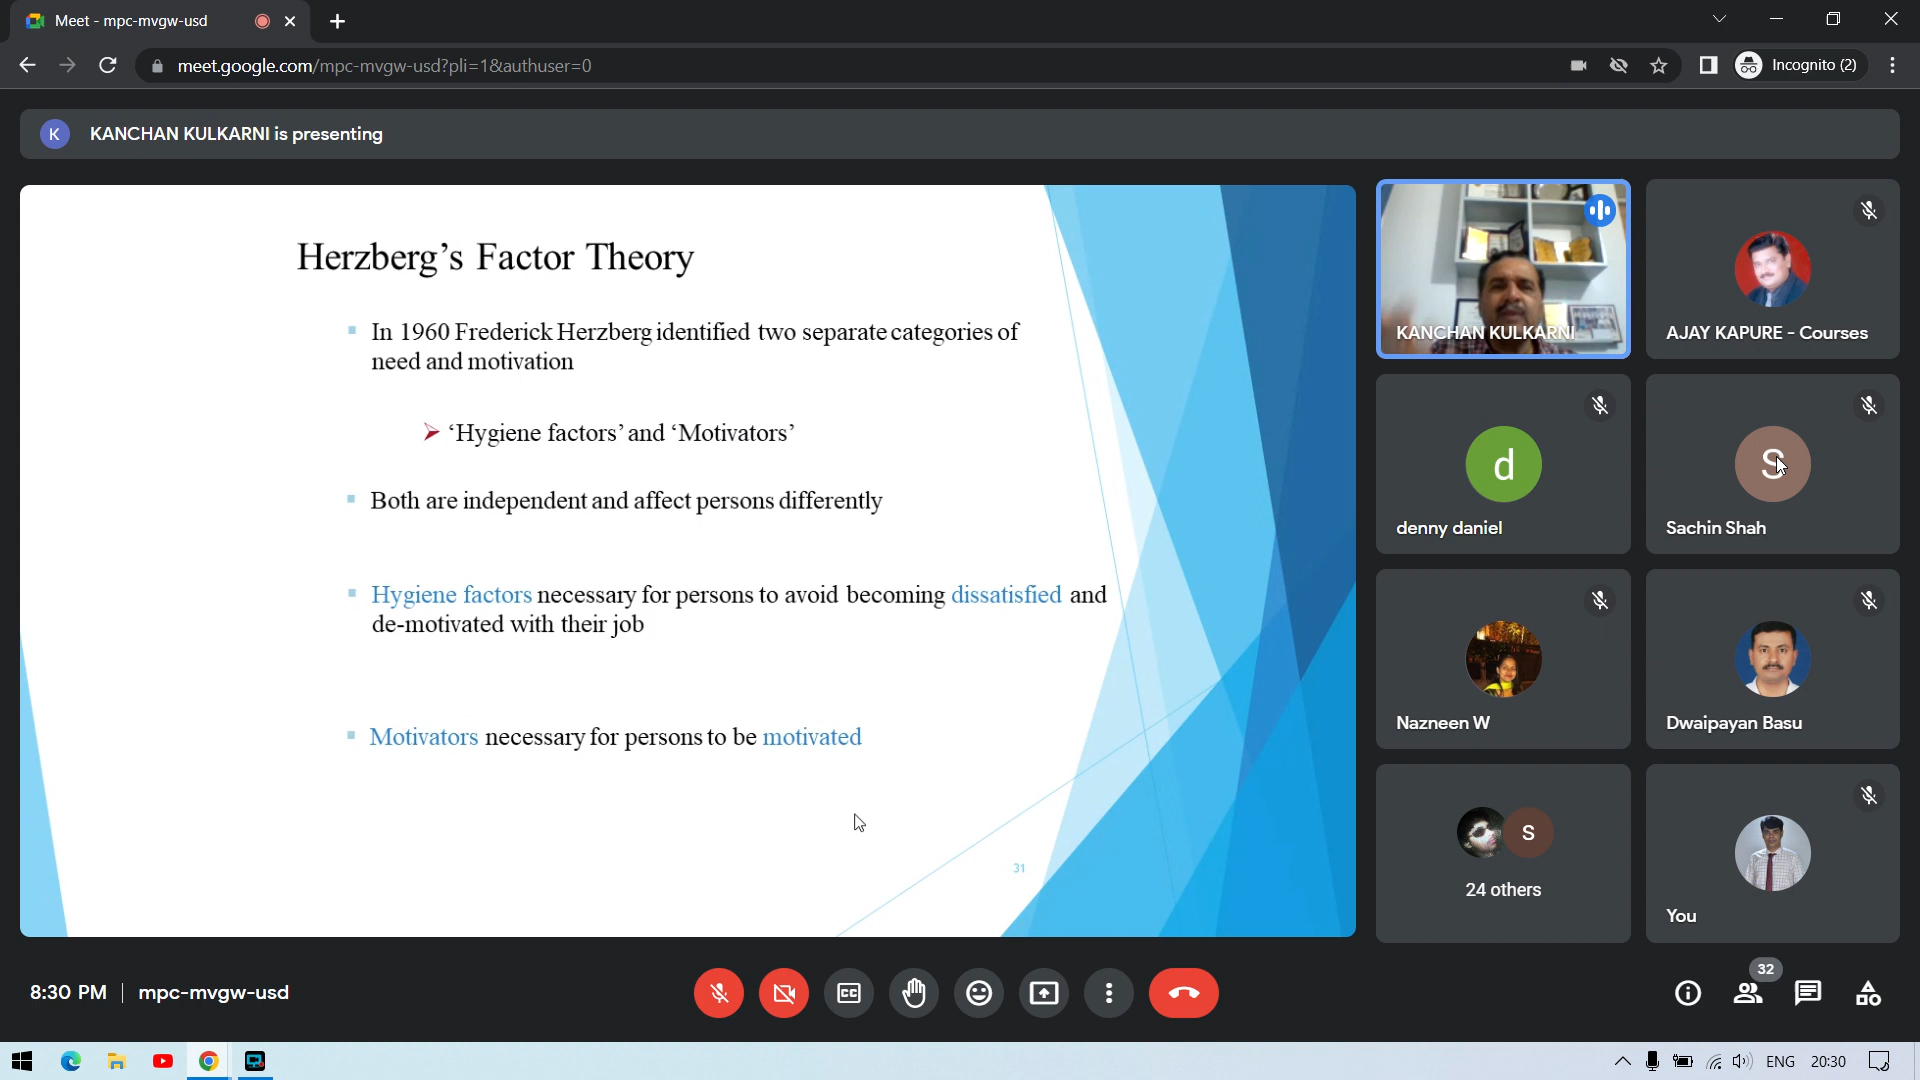 Meet - mpc-mvgw-usd
meet.google.com/mpc-mvgw-usd?pli=1&authuser=0
Incognito (2)
K
KANCHAN KULKARNI is presenting
Herzberg’s Factor Theory
In 1960 Frederick Herzberg identified two separate categories of
need and motivation
‘Hygiene factors’ and ‘Motivators’
Both are independent and affect persons differently
Hygiene factors necessary for persons to avoid becoming dissatisfied and
de-motivated with their job
Motivators necessary for persons to be motivated
31
KANCHAN KULKARNI
AJAY KAPURE - Courses
d
denny daniel
S
Sachin Shah
Nazneen W
Dwaipayan Basu
S
24 others
You
8:30 PM | mpc-mvgw-usd
CC
32
ENG
20:30